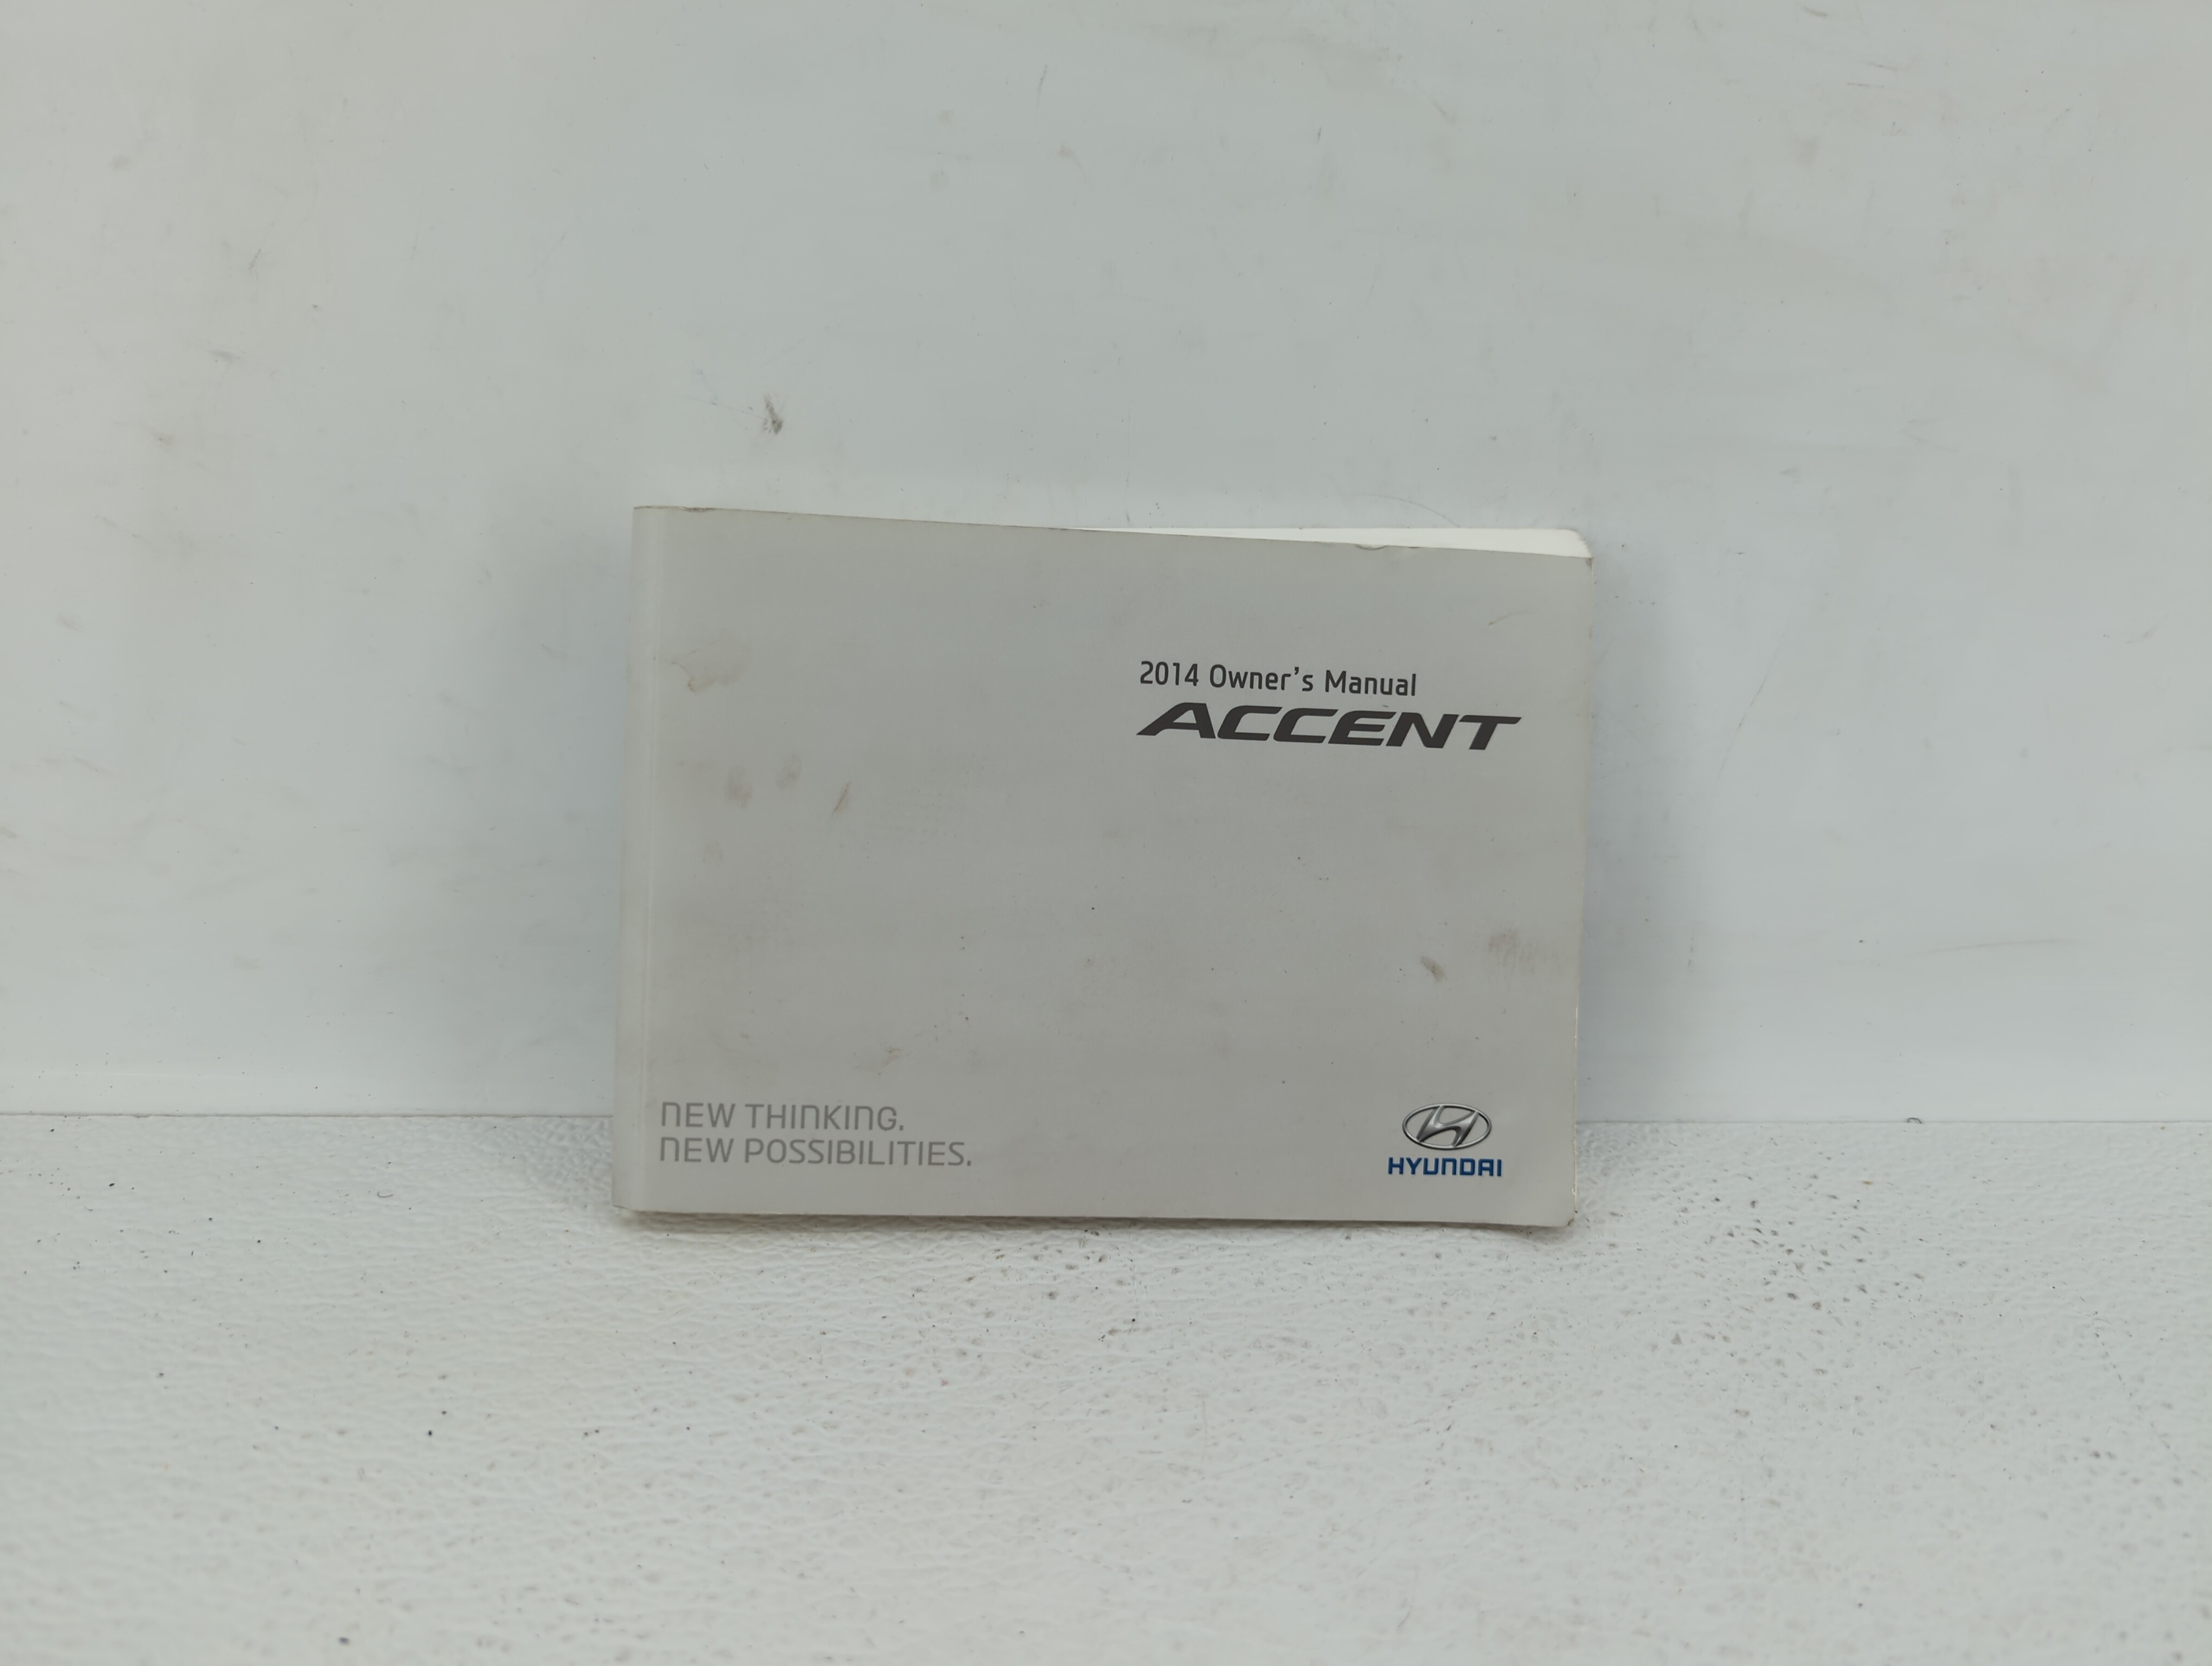 2014 Owner's Manual
ACCENT
NEW THINKING.
NEW POSSIBILITIES.
HYUNDAI